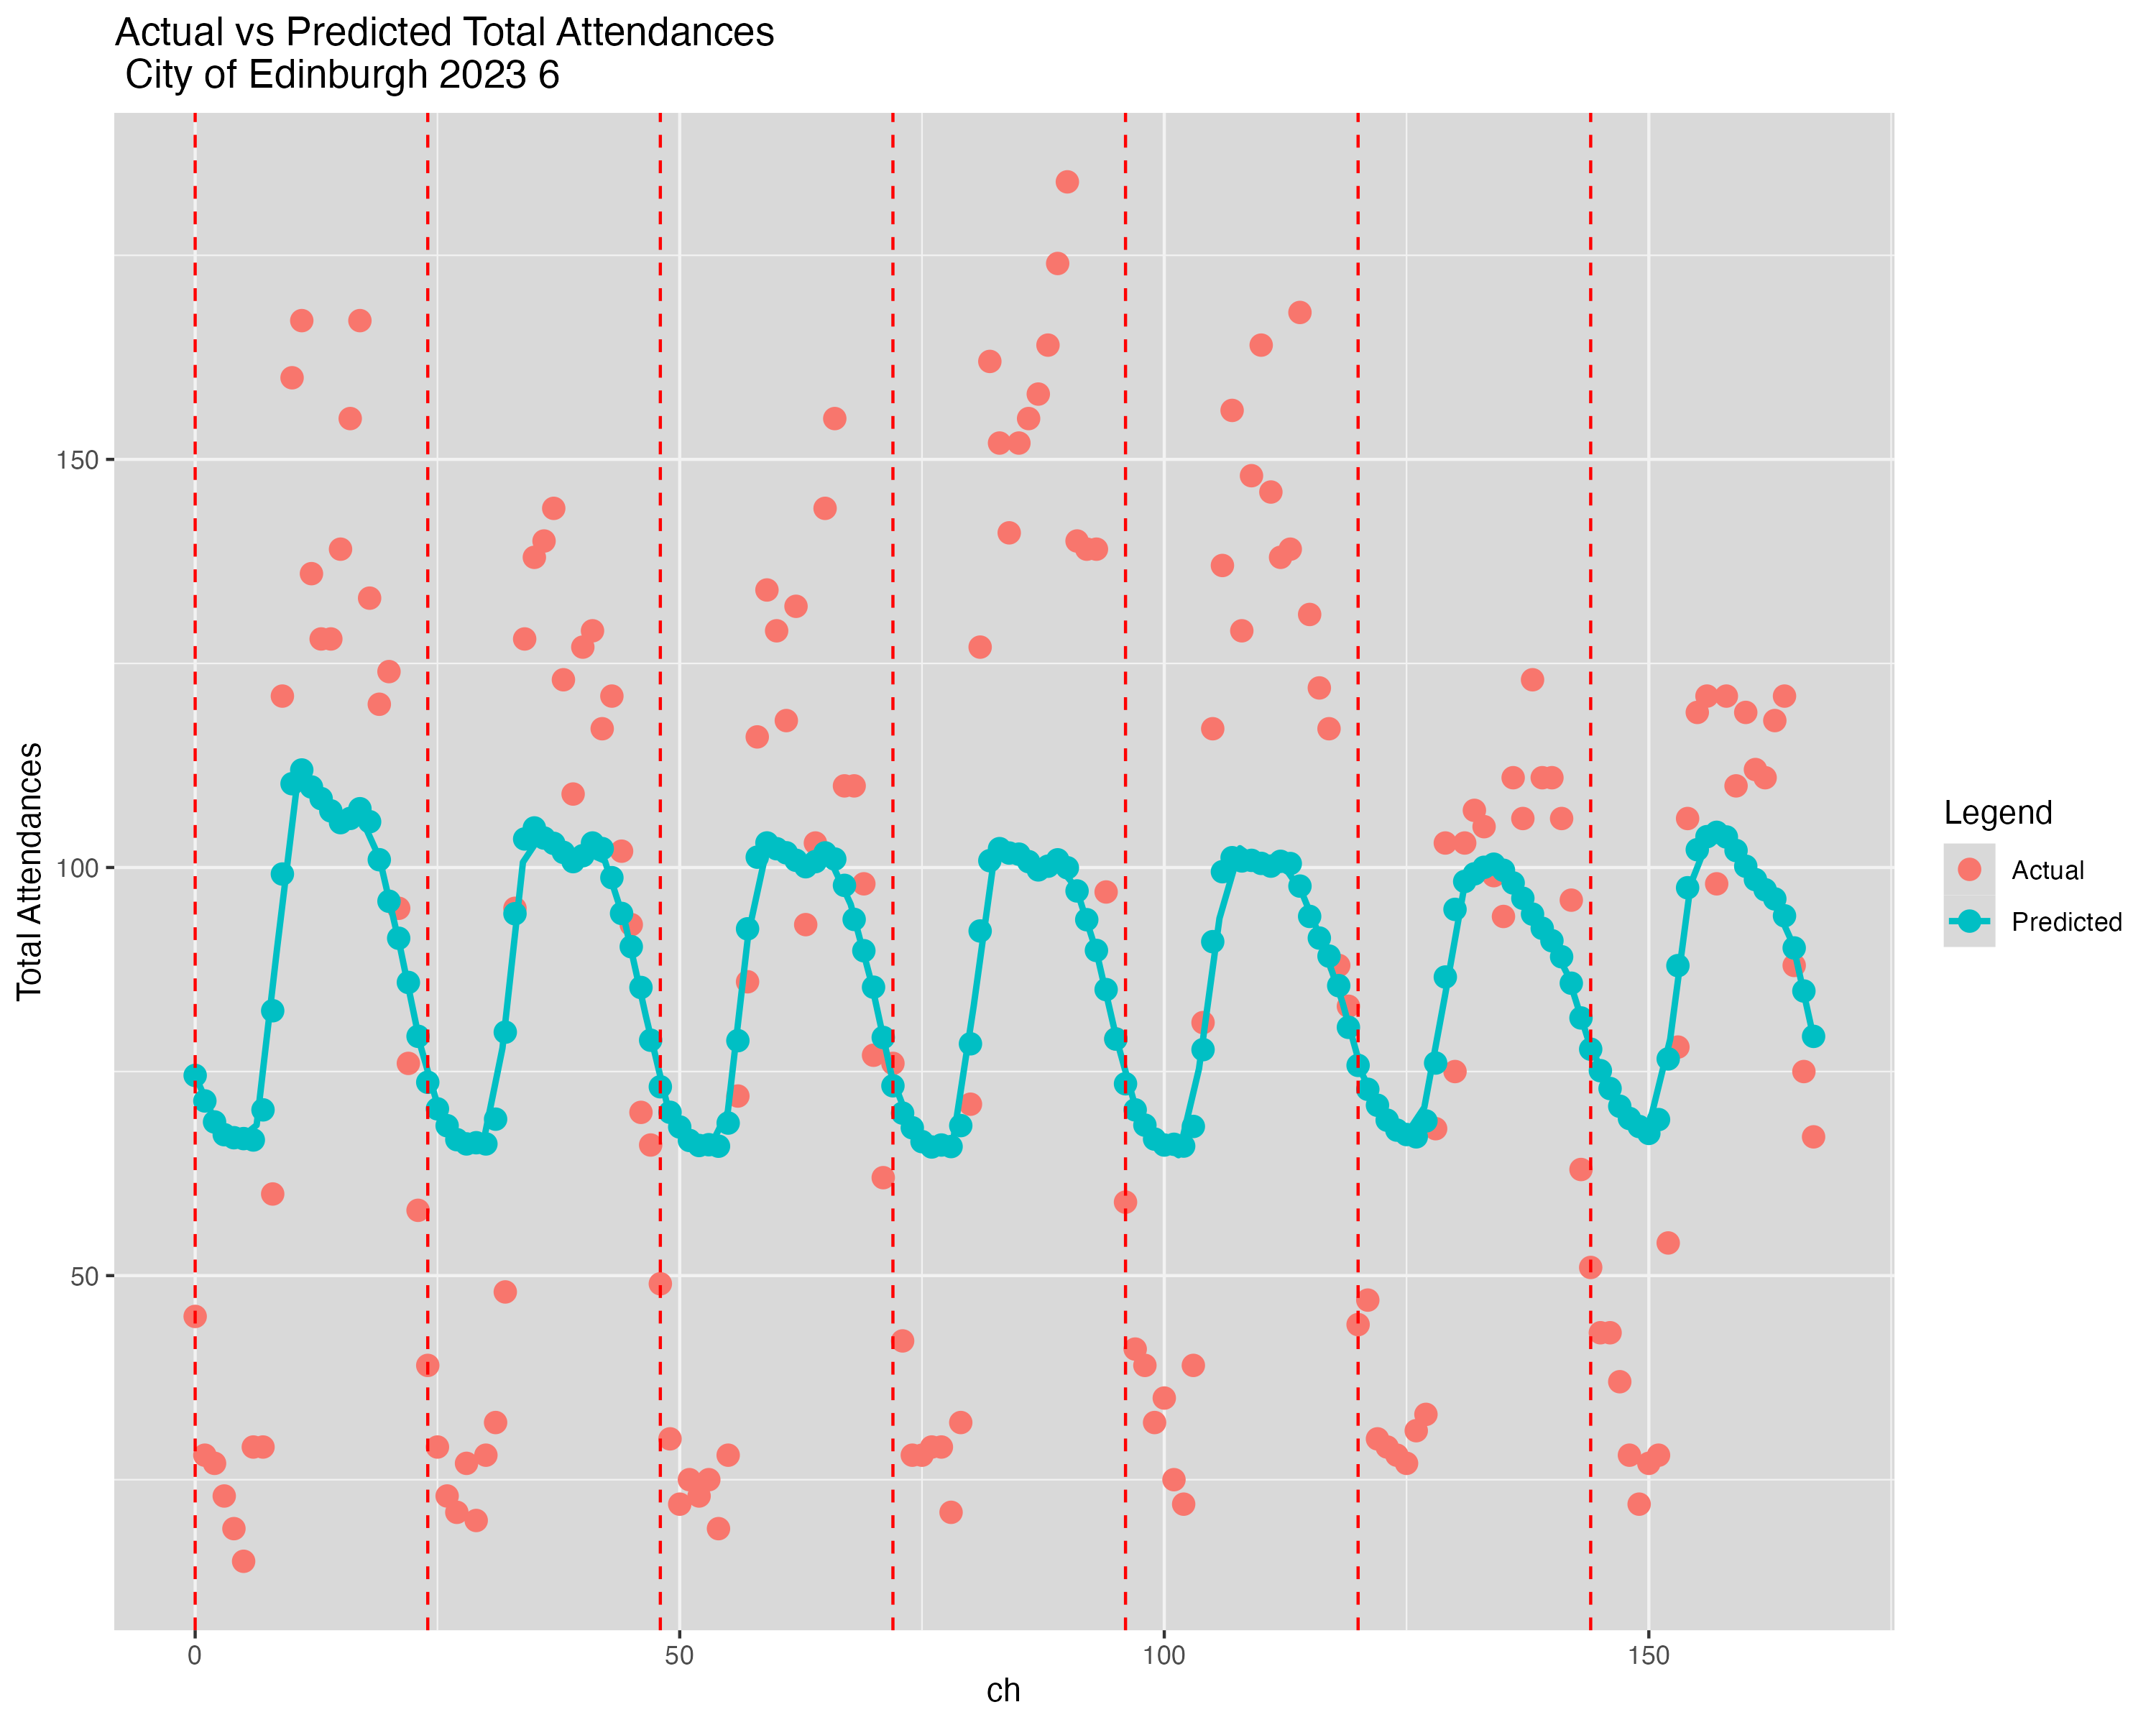 Actual vs Predicted Total Attendances
City of Edinburgh 2023 6
Total Attendances
150
100
50
0
50
100
150
ch
Legend
Actual
Predicted